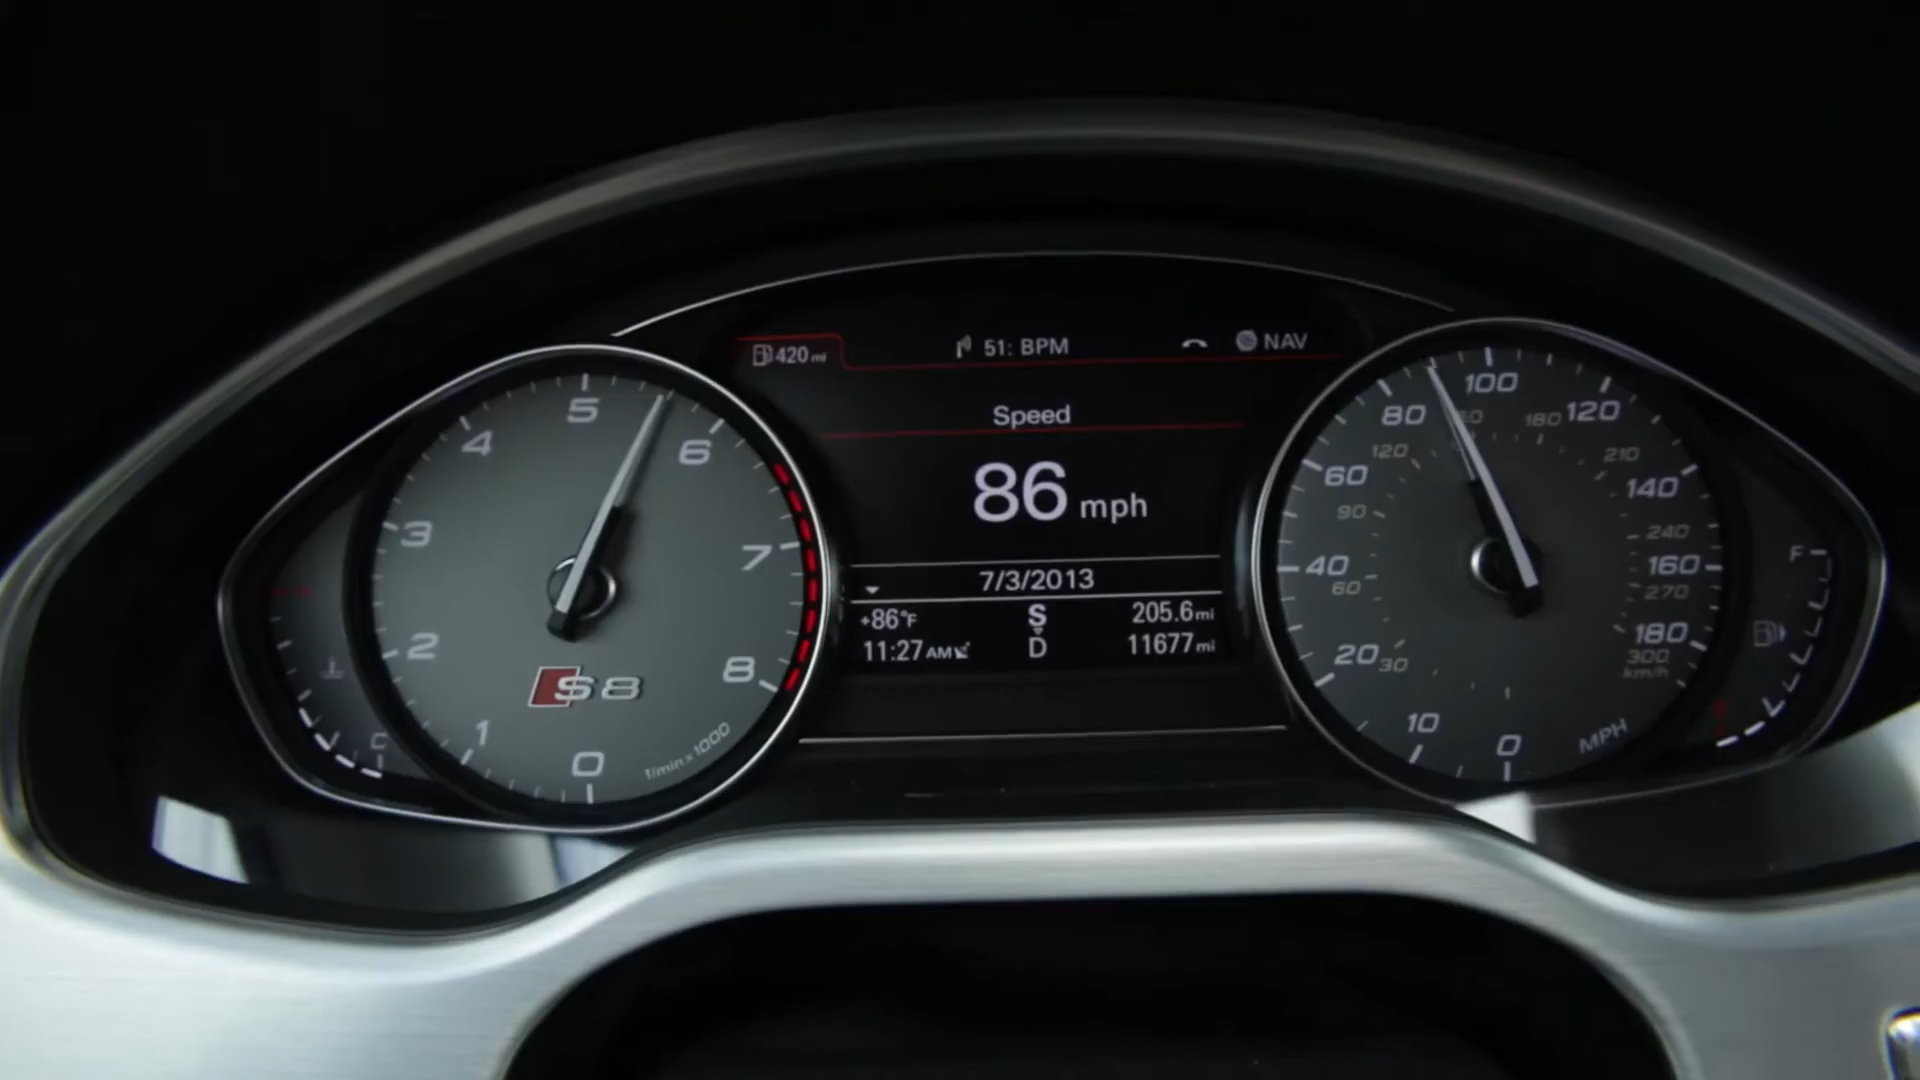 420 mi
51: BPM
NAV
Speed
86 mph
7/3/2013
+86°F
S
205.6 mi
11:27 AM
D
11677 mi
0
1
2
3
4
5
6
7
8
S8
1/min x 1000
C
0
10
20
40
60
80
100
120
140
160
180
MPH
30
60
90
120
180
210
240
270
300
km/h
F